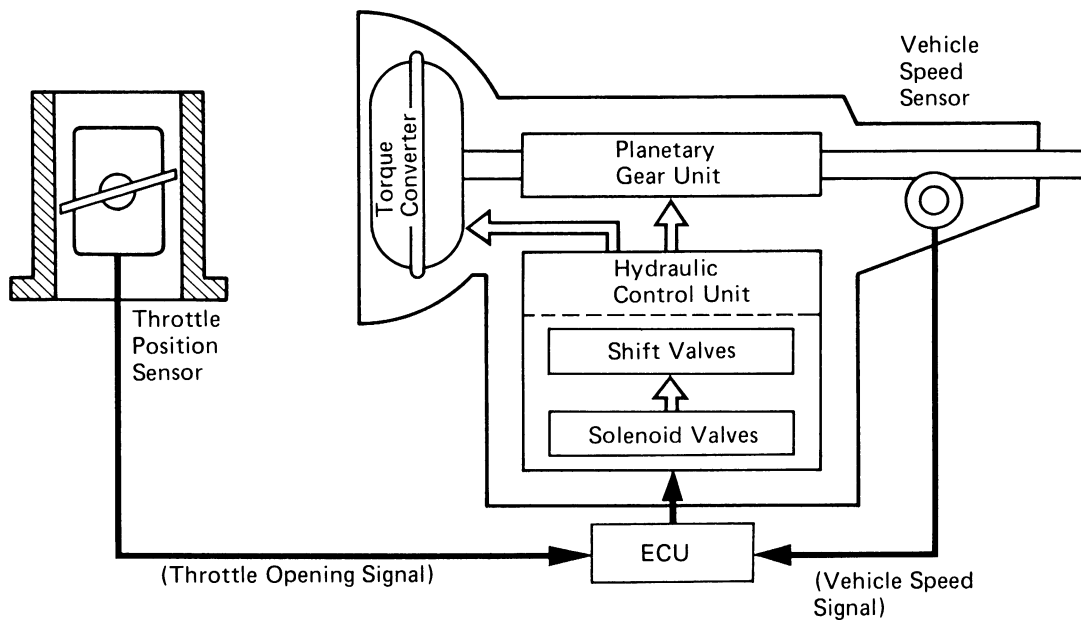 Vehicle
Speed
Sensor
Torque
Converter
Planetary
Gear Unit
Hydraulic
Control Unit
Throttle
Position
Sensor
Shift Valves
Solenoid Valves
ECU
(Throttle Opening Signal)
(Vehicle Speed
Signal)